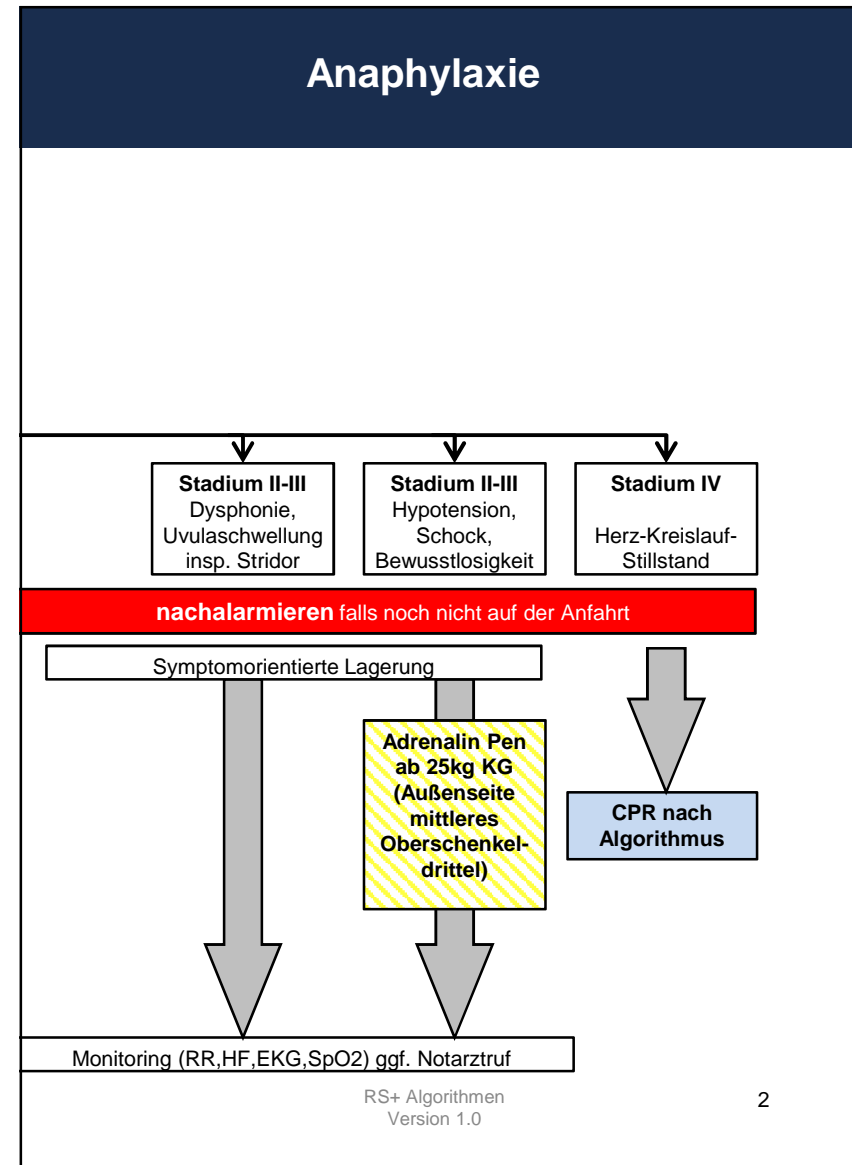 Anaphylaxie
Stadium II-III
Dysphonie,
Uvulaschwellung
insp. Stridor
Stadium II-III
Hypotension,
Schock,
Bewusstlosigkeit
Stadium IV
Herz-Kreislauf-
Stillstand
nachalarmieren falls noch nicht auf der Anfahrt
Symptomorientierte Lagerung
Adrenalin Pen
ab 25kg KG
(Außenseite
mittleres
Oberschenkel-
drittel)
CPR nach
Algorithmus
Monitoring (RR,HF,EKG,SpO2) ggf. Notarztruf
RS+ Algorithmen
Version 1.0
2